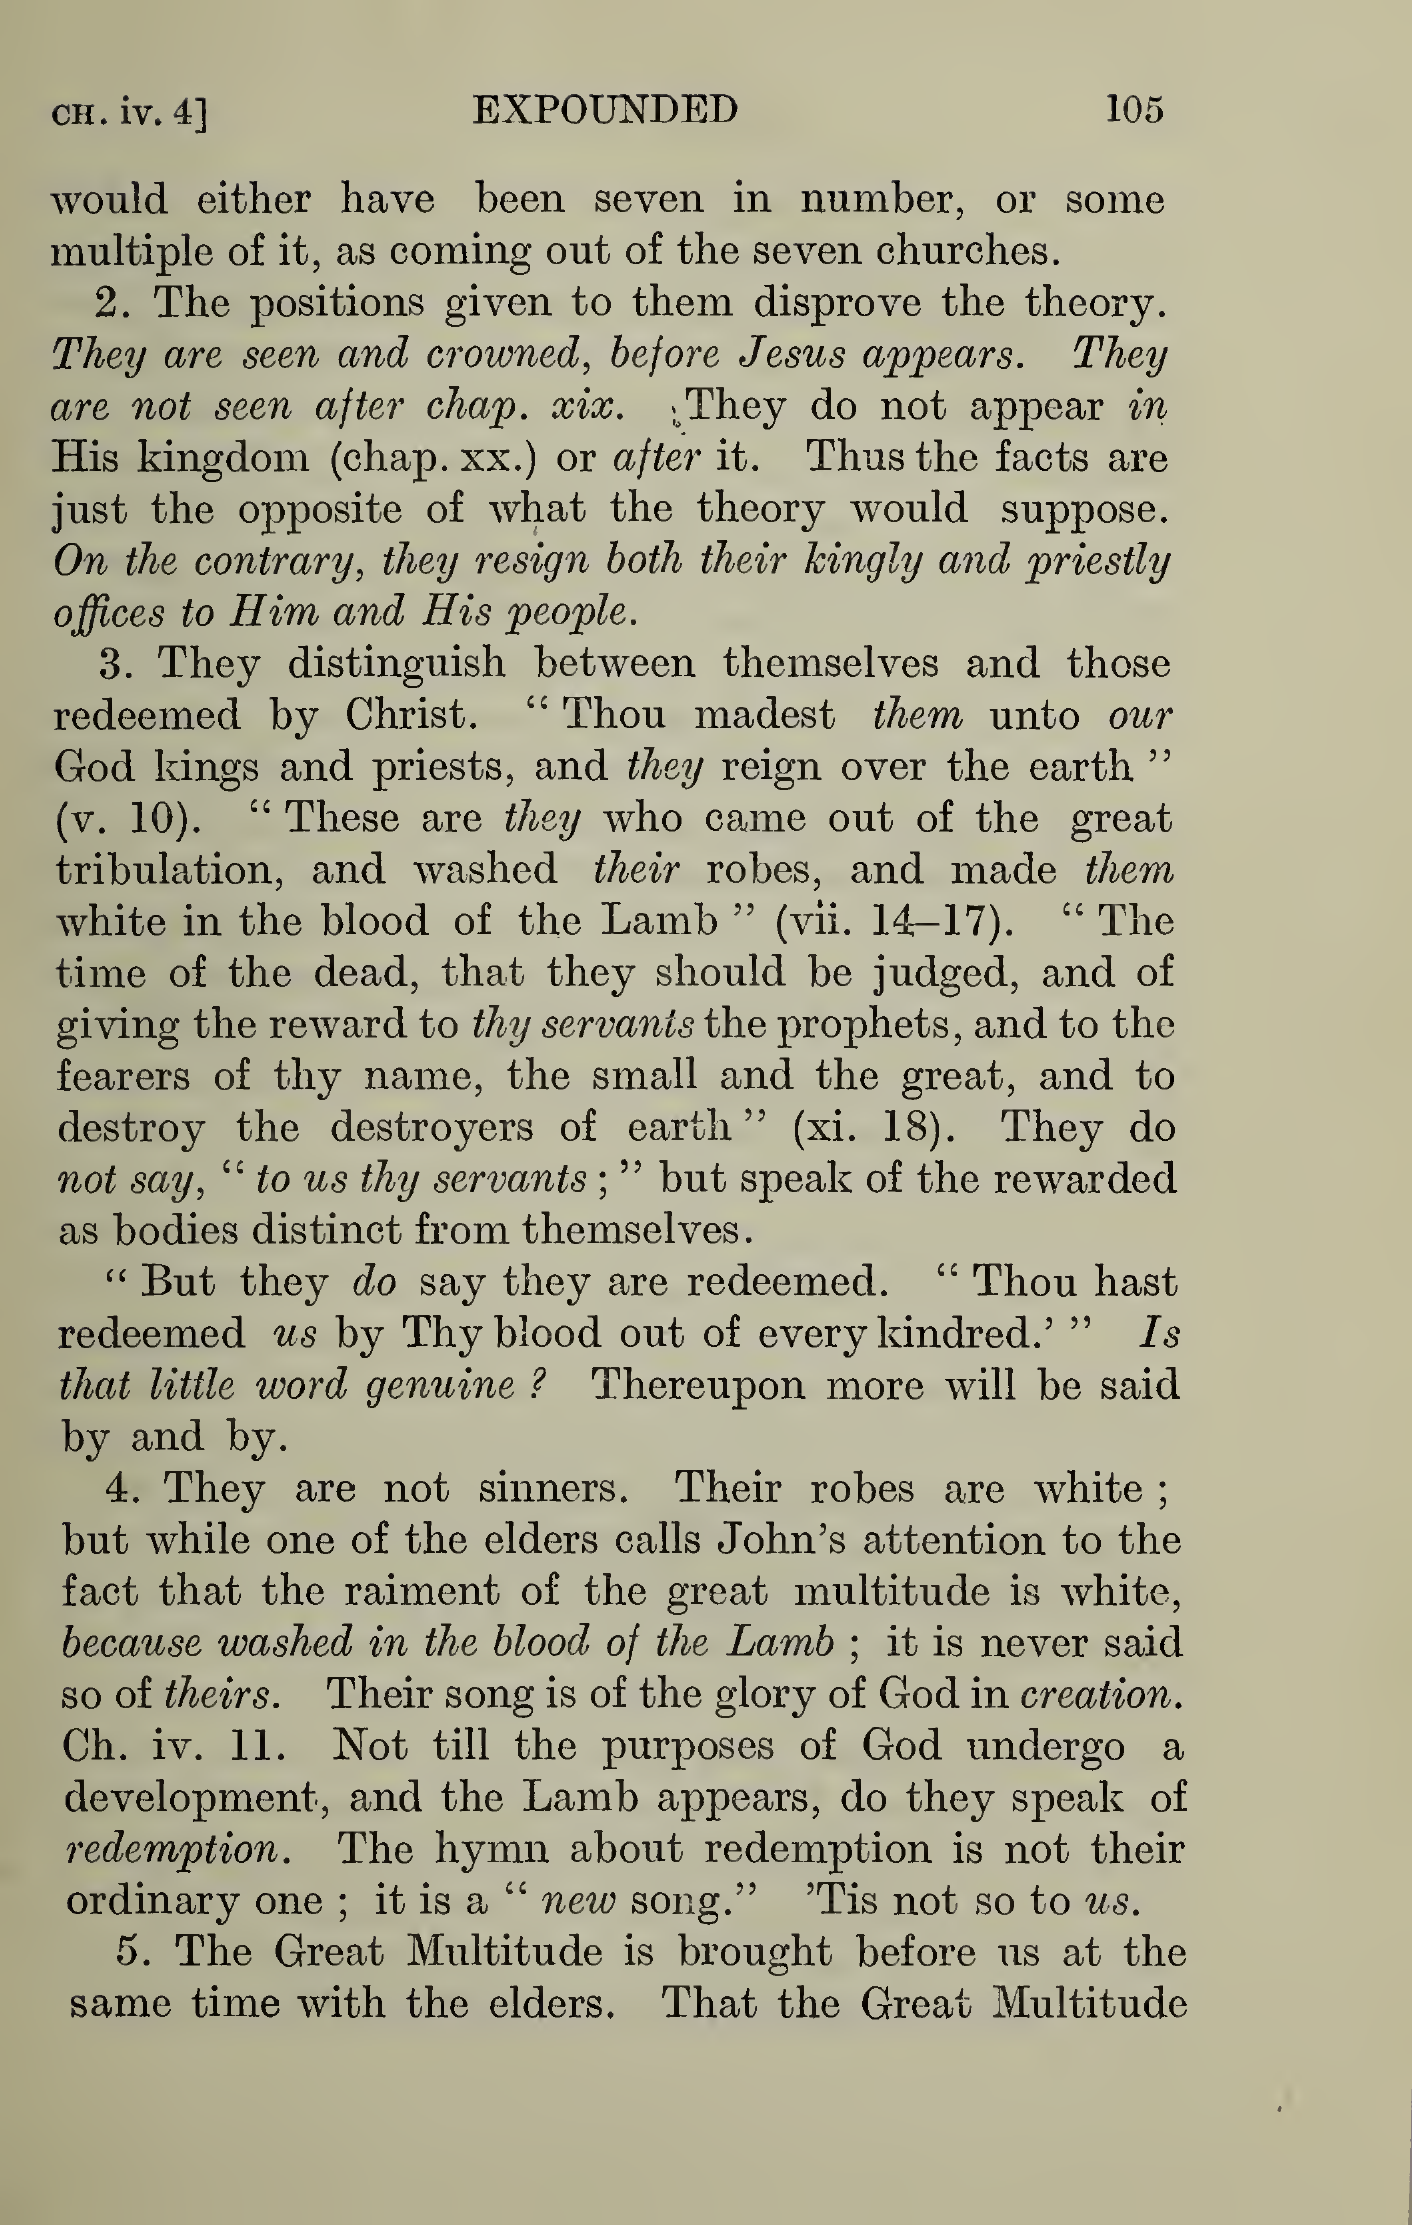 CH. iv. 4] EXPOUNDED 105
would either have been seven in number, or some
multiple of it, as coming out of the seven churches.
2. The positions given to them disprove the theory.
They are seen and crowned, before Jesus appears. They
are not seen after chap. xix. They do not appear in
His kingdom (chap. xx.) or after it. Thus the facts are
just the opposite of what the theory would suppose.
On the contrary, they resign both their kingly and priestly
offices to Him and His people.
3. They distinguish between themselves and those
redeemed by Christ. “ Thou madest them unto our
God kings and priests, and they reign over the earth ”
(v. 10). “ These are they who came out of the great
tribulation, and washed their robes, and made them
white in the blood of the Lamb ” (vii. 14–17). “ The
time of the dead, that they should be judged, and of
giving the reward to thy servants the prophets, and to the
fearers of thy name, the small and the great, and to
destroy the destroyers of earth ” (xi. 18). They do
not say, “ to us thy servants ; ” but speak of the rewarded
as bodies distinct from themselves.
“ But they do say they are redeemed. “ Thou hast
redeemed us by Thy blood out of every kindred.’ ” Is
that little word genuine ? Thereupon more will be said
by and by.
4. They are not sinners. Their robes are white ;
but while one of the elders calls John’s attention to the
fact that the raiment of the great multitude is white,
because washed in the blood of the Lamb ; it is never said
so of theirs. Their song is of the glory of God in creation.
Ch. iv. 11. Not till the purposes of God undergo a
development, and the Lamb appears, do they speak of
redemption. The hymn about redemption is not their
ordinary one ; it is a “ new song.” ’Tis not so to us.
5. The Great Multitude is brought before us at the
same time with the elders. That the Great Multitude